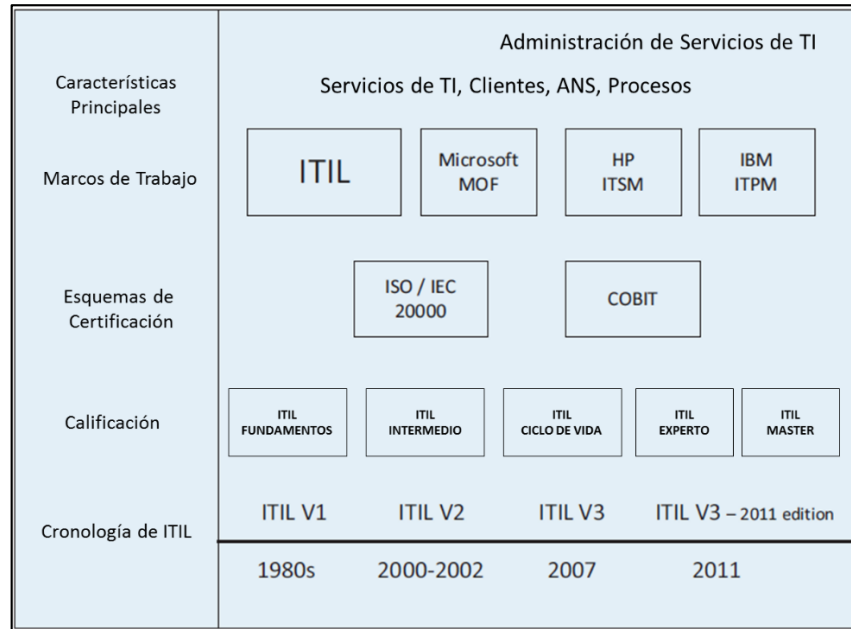 Administración de Servicios de TI
Características
Principales
Servicios de TI, Clientes, ANS, Procesos
Marcos de Trabajo
ITIL
Microsoft
MOF
HP
ITSM
IBM
ITPM
Esquemas de
Certificación
ISO / IEC
20000
COBIT
Calificación
ITIL
FUNDAMENTOS
ITIL
INTERMEDIO
ITIL
CICLO DE VIDA
ITIL
EXPERTO
ITIL
MASTER
Cronología de ITIL
ITIL V1
ITIL V2
ITIL V3
ITIL V3 – 2011 edition
1980s
2000-2002
2007
2011